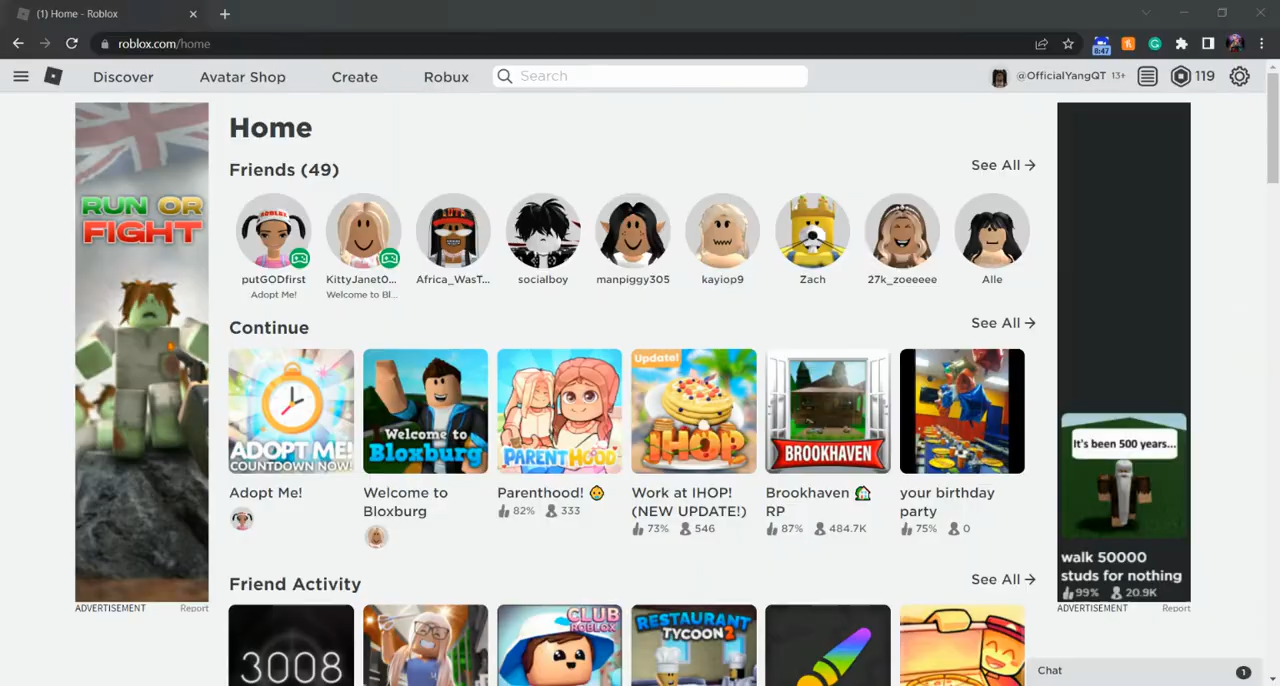 (1) Home - Roblox
roblox.com/home
8:47
Discover
Avatar Shop
Create
Robux
Search
@OfficialYangQT 13+
119
RUN OR
FIGHT
ADVERTISEMENT
Report
Home
Friends (49)
See All →
putGODfirst
KittyJanetO...
Africa_WasT...
socialboy
manpiggy305
kayiop9
Zach
27k_zoeeeee
Alle
Adopt Me!
Welcome to Bl...
Continue
See All →
ADOPT ME!
COUNTDOWN NOW!
Welcome to
Bloxburg
PARENTHOOD
Update!
IHOP
BROOKHAVEN
Adopt Me!
Welcome to
Bloxburg
Parenthood! 👶
82% 333
Work at IHOP!
(NEW UPDATE!)
73% 546
Brookhaven 🏡
RP
87% 484.7K
your birthday
party
75% 0
Friend Activity
See All →
3008
CLUB
ROBLOX
RESTAURANT
TYCOON 2
It's been 500 years...
walk 50000
studs for nothing
99% 20.9K
ADVERTISEMENT
Report
Chat
1